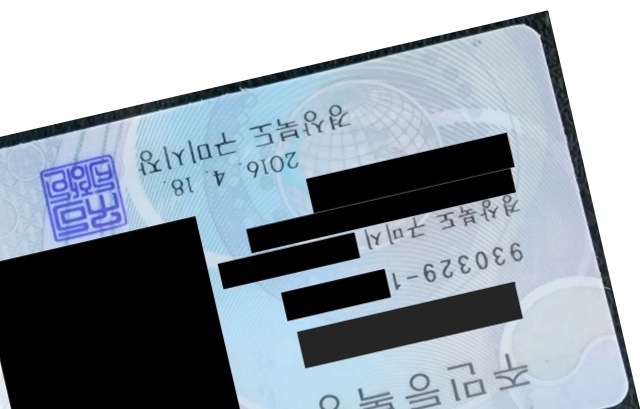 주민등록증
930329-1
경상북도 구미시
2016. 4. 18.
경상북도 구미시장